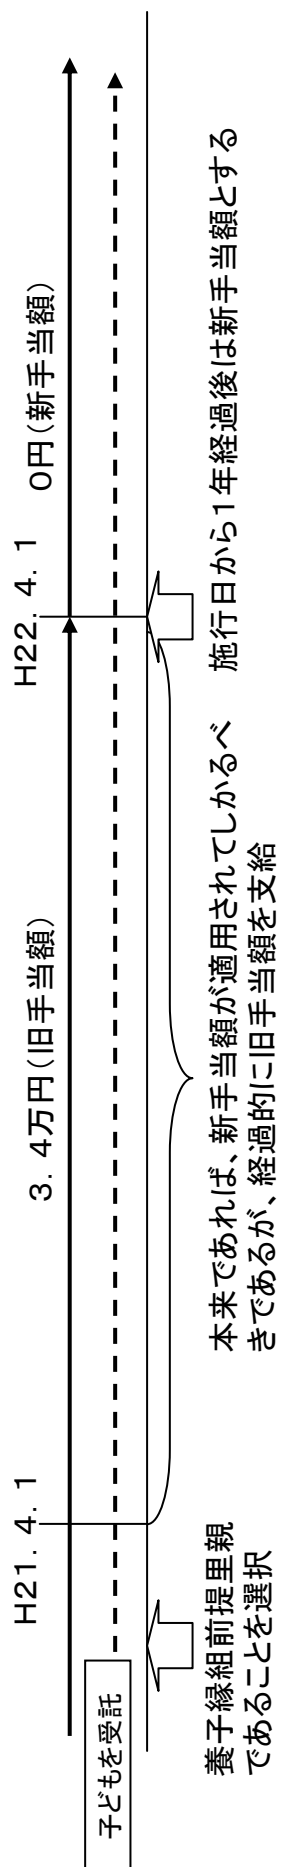 H21．4．1
H22．4．1
3．4万円（旧手当額）
0円（新手当額）
子どもを受託
養子縁組前提里親
であることを選択
本来であれば、新手当額が適用されてしかるべ
きであるが、経過的に旧手当額を支給
施行日から1年経過後は新手当額とする